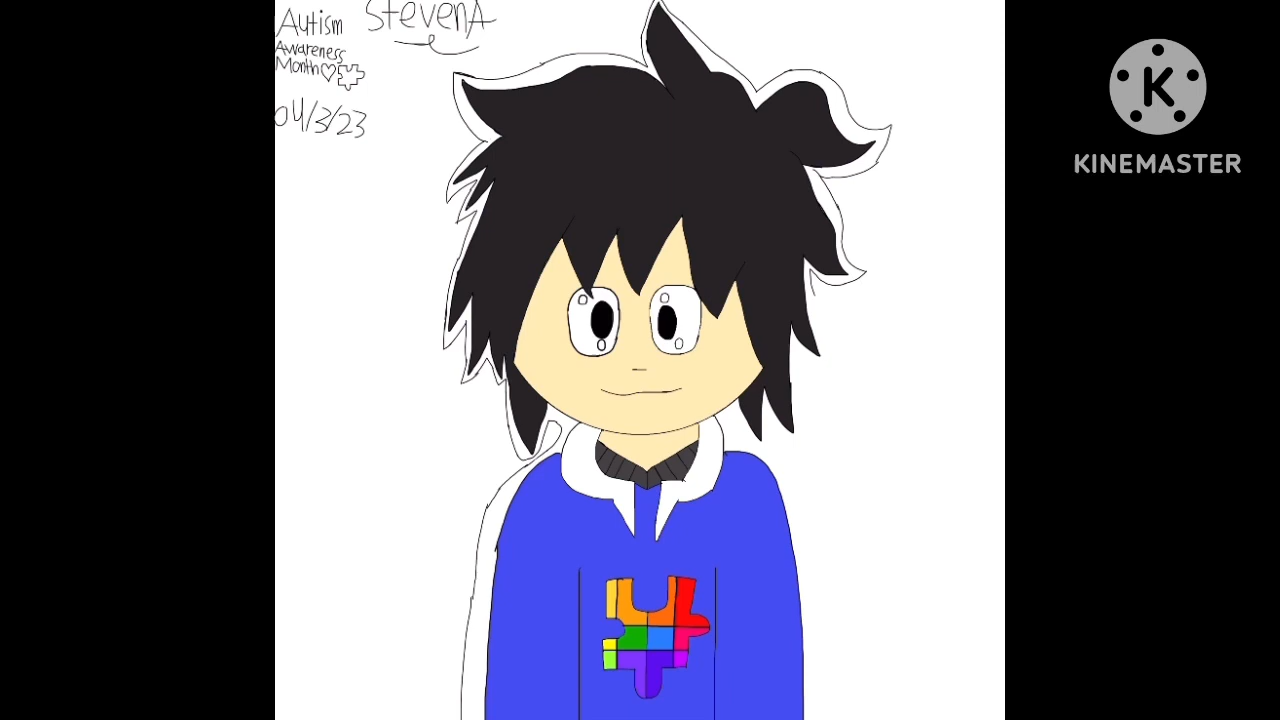 Autism
StevenA
Awareness
Month
04/3/23
K
KINEMASTER